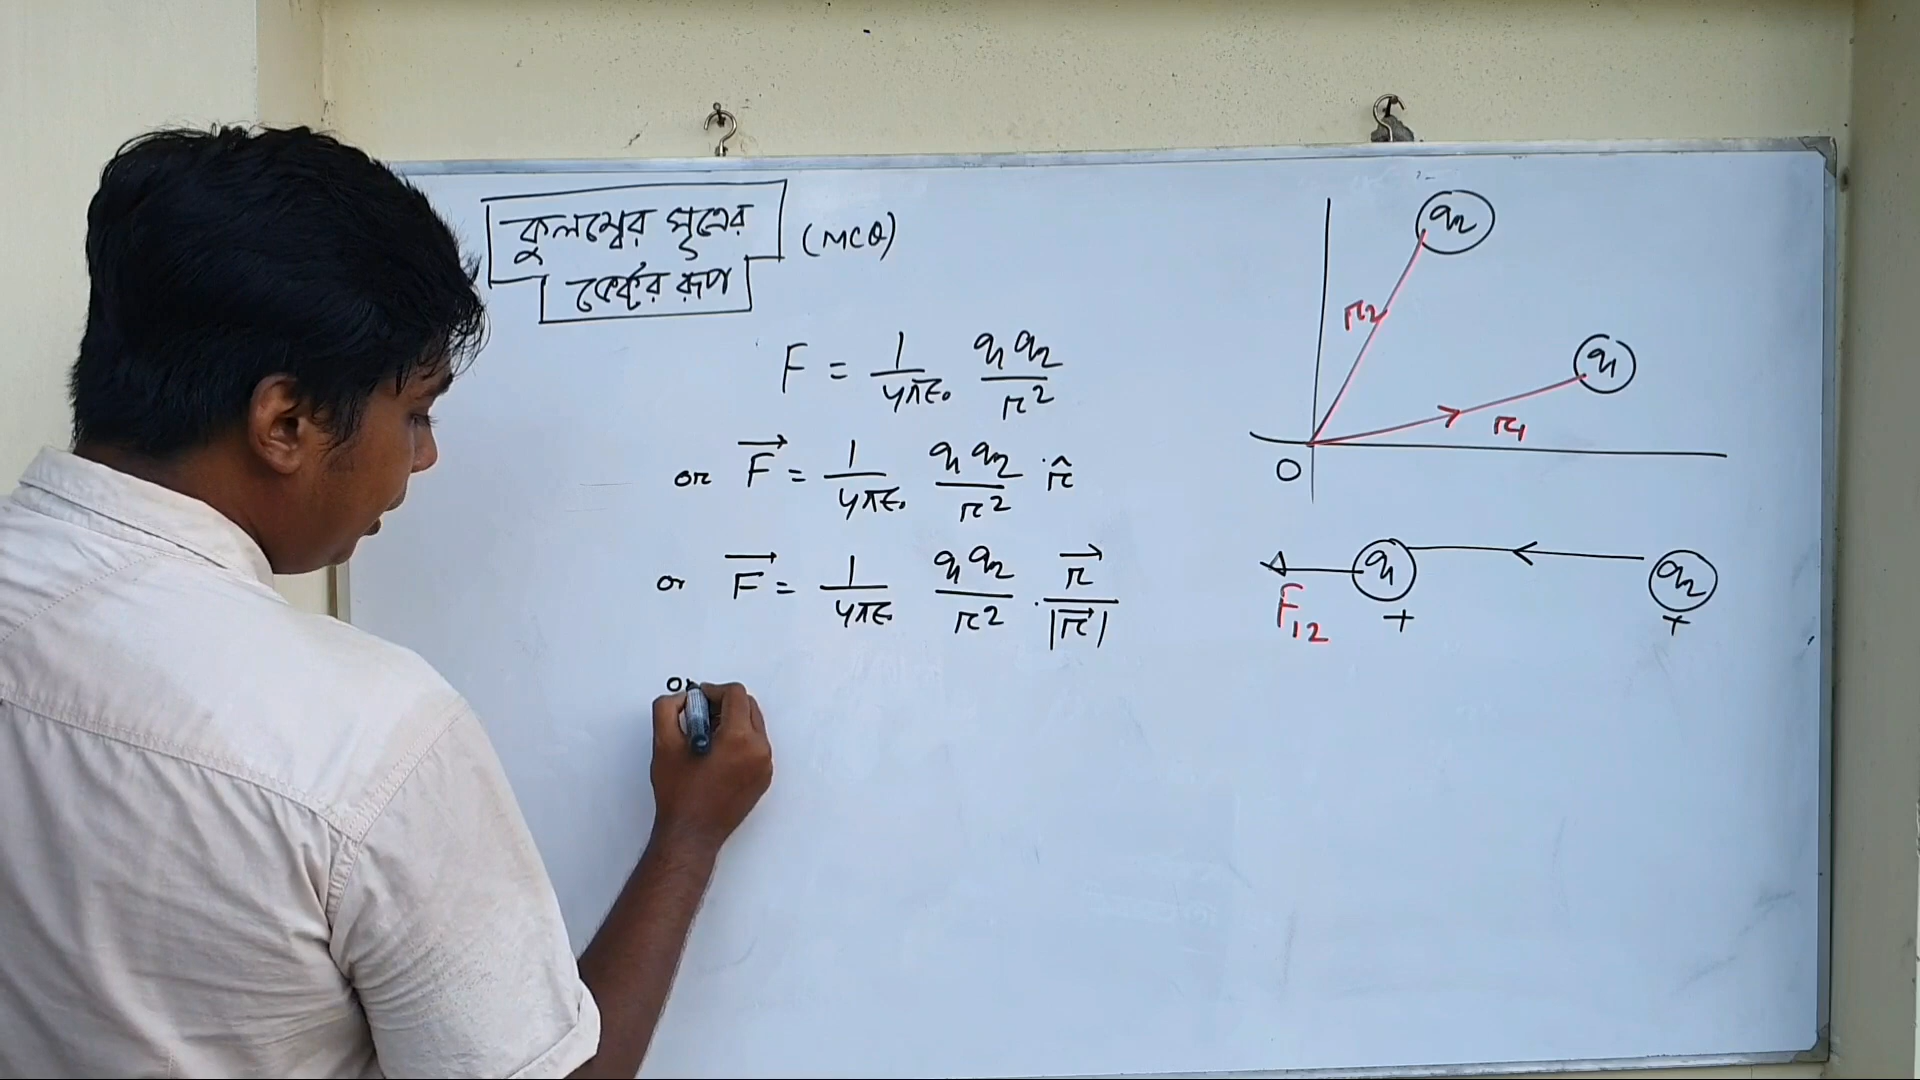 কুলম্বের সূত্রের (MCQ)
ভেক্টর রূপ
F = 1/4πε₀ q₁q₂/r²
or F⃗ = 1/4πε₀ q₁q₂/r² · r̂
or F⃗ = 1/4πε₀ q₁q₂/r² · r⃗/|r⃗|
or
q₂
r₂
q₁
r₁
O
q₁ q₂
F₁₂ + +